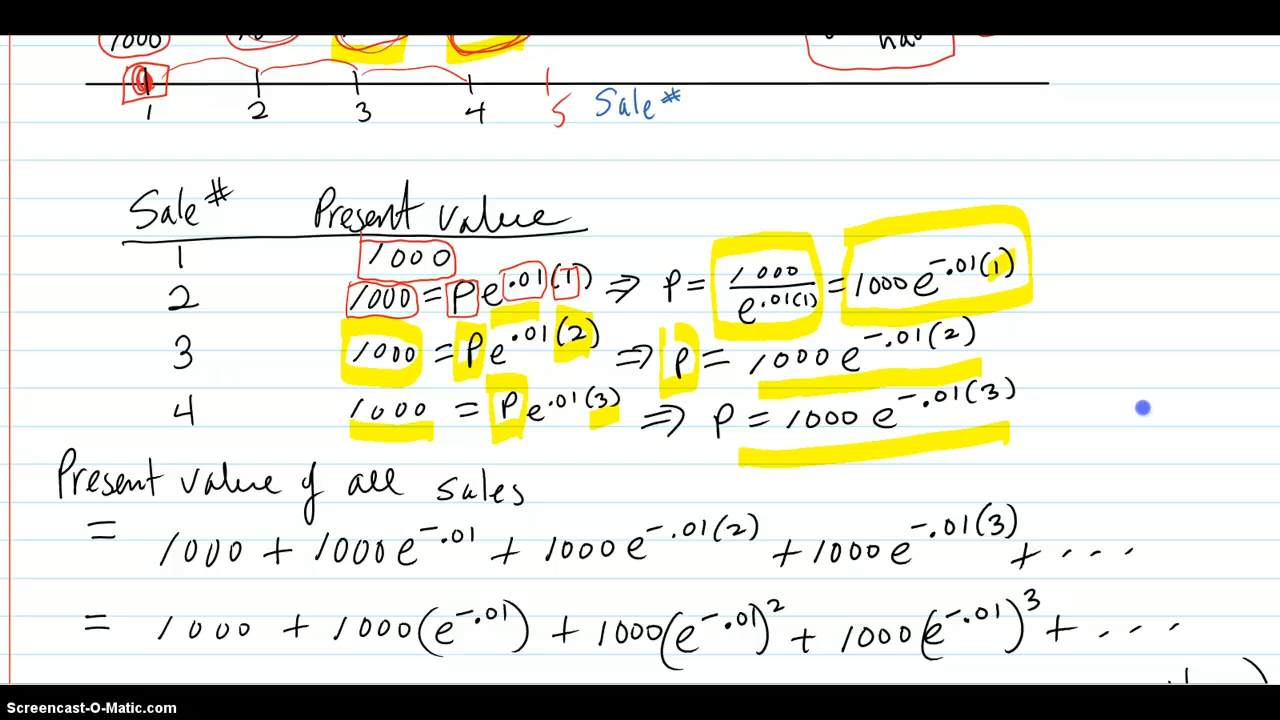 1000
had
1 2 3 4 5 Sale#
Sale# Present value
1 1000
2 1000 = Pe^.01(1) ⇒ P = 1000/e^.01(1) = 1000e^-.01(1)
3 1000 = Pe^.01(2) ⇒ P = 1000e^-.01(2)
4 1000 = Pe^.01(3) ⇒ P = 1000e^-.01(3)
Present value of all sales
= 1000 + 1000e^-.01 + 1000e^-.01(2) + 1000e^-.01(3) + ...
= 1000 + 1000(e^-.01) + 1000(e^-.01)^2 + 1000(e^-.01)^3 + ...
Screencast-O-Matic.com